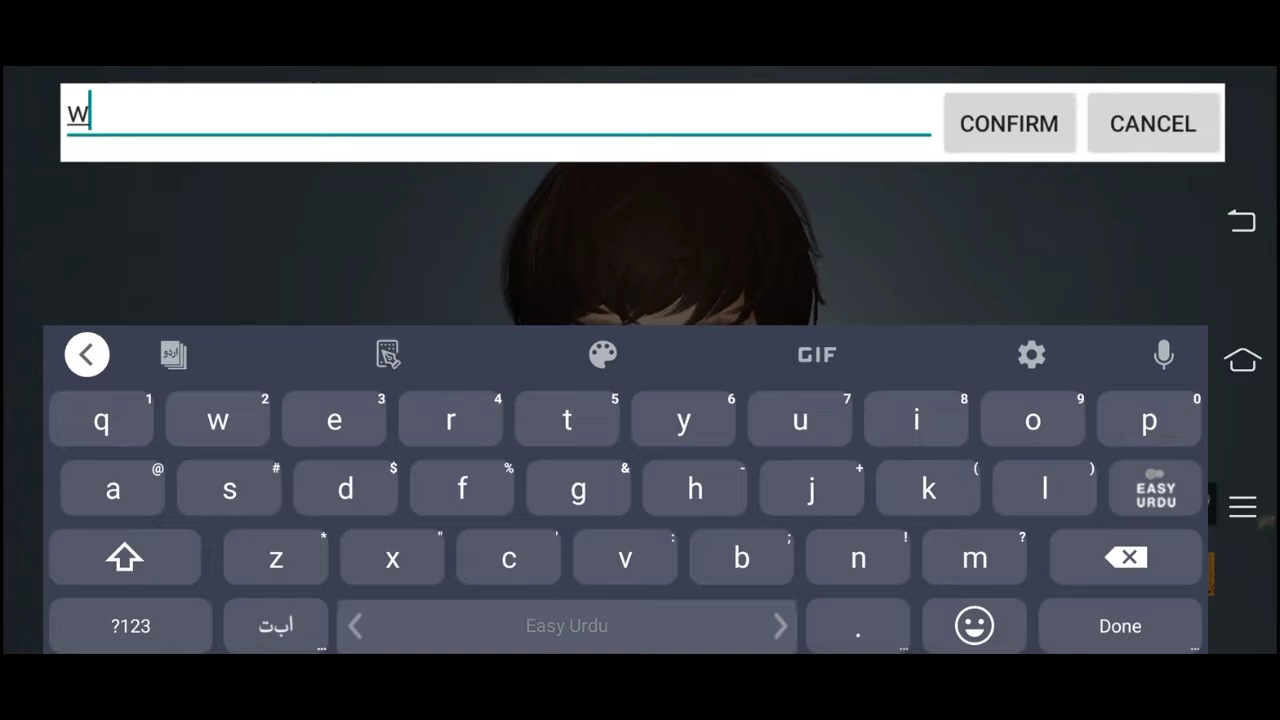 w
CONFIRM
CANCEL
اردو
GIF
q 1 w 2 e 3 r 4 t 5 y 6 u 7 i 8 o 9 p 0
a @ s # d $ f % g & h - j + k ( l ) EASY URDU
z * x " c ' v : b ; n ! m ?
?123 ا ب ت ... Easy Urdu . ... Done ...